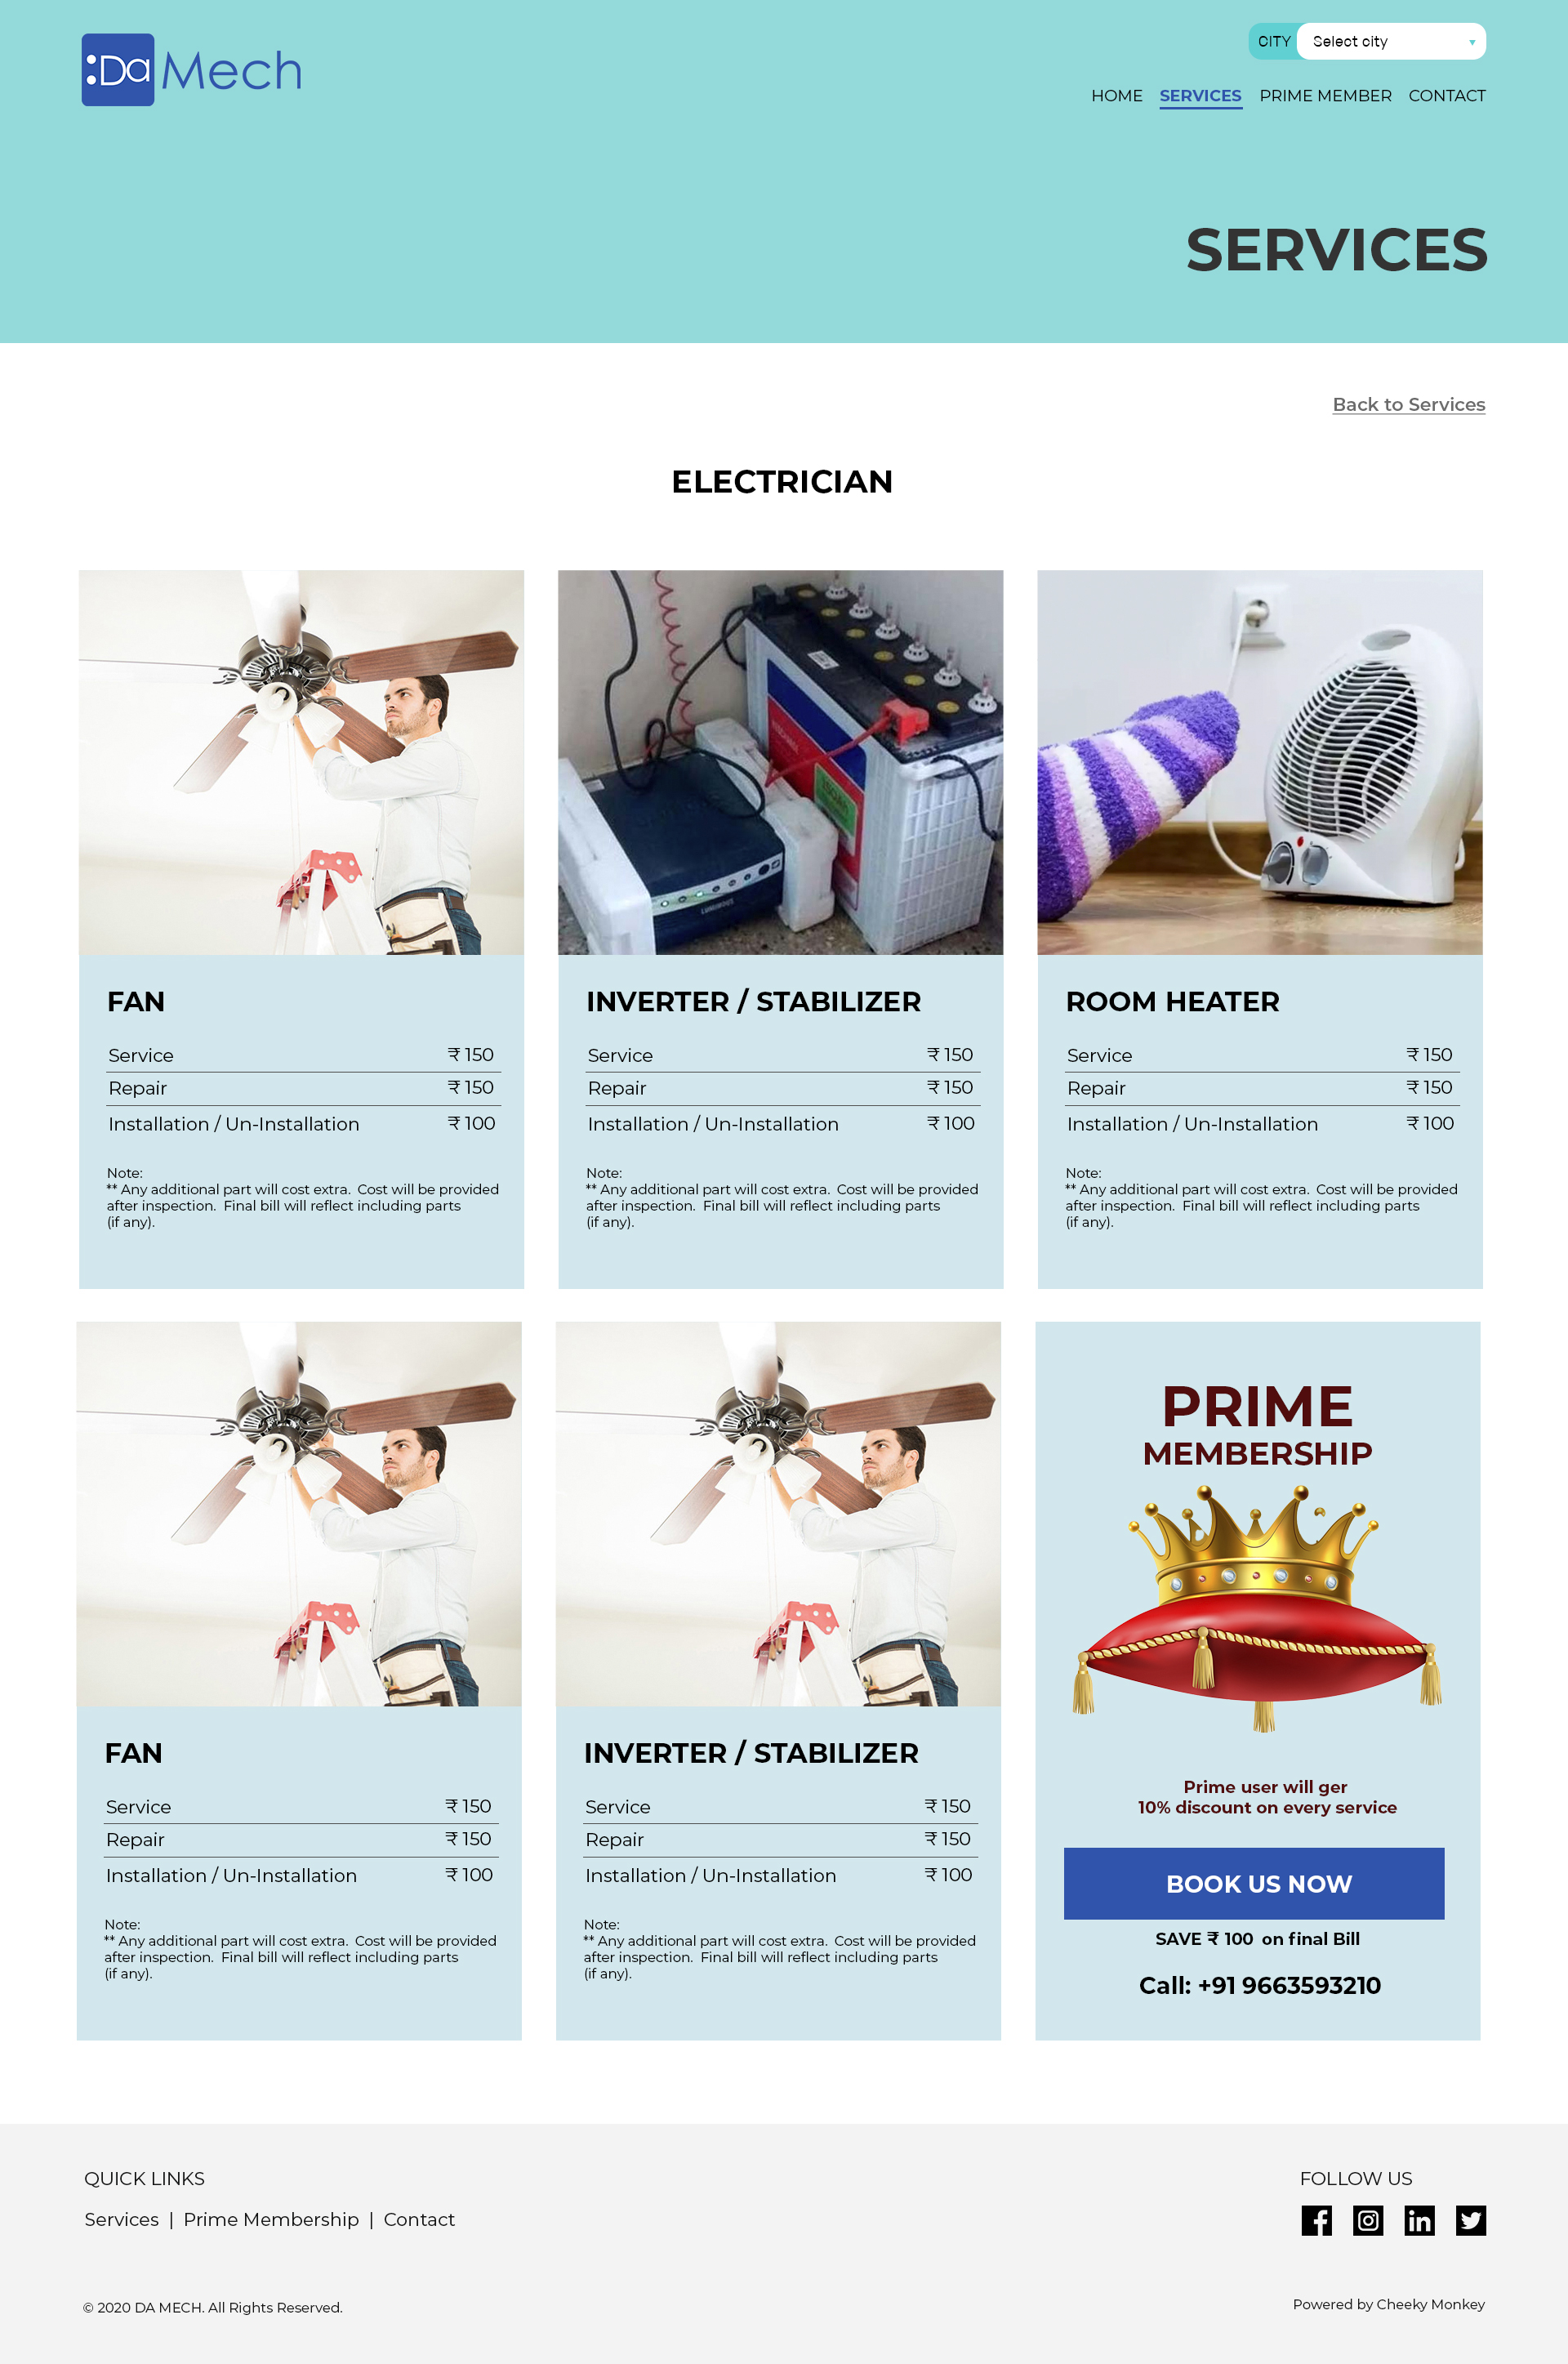 :Da Mech
CITY Select city
HOME SERVICES PRIME MEMBER CONTACT
SERVICES
Back to Services
ELECTRICIAN
FAN
Service ₹ 150
Repair ₹ 150
Installation / Un-Installation ₹ 100
Note:
** Any additional part will cost extra. Cost will be provided
after inspection. Final bill will reflect including parts
(if any).
INVERTER / STABILIZER
Service ₹ 150
Repair ₹ 150
Installation / Un-Installation ₹ 100
Note:
** Any additional part will cost extra. Cost will be provided
after inspection. Final bill will reflect including parts
(if any).
ROOM HEATER
Service ₹ 150
Repair ₹ 150
Installation / Un-Installation ₹ 100
Note:
** Any additional part will cost extra. Cost will be provided
after inspection. Final bill will reflect including parts
(if any).
FAN
Service ₹ 150
Repair ₹ 150
Installation / Un-Installation ₹ 100
Note:
** Any additional part will cost extra. Cost will be provided
after inspection. Final bill will reflect including parts
(if any).
INVERTER / STABILIZER
Service ₹ 150
Repair ₹ 150
Installation / Un-Installation ₹ 100
Note:
** Any additional part will cost extra. Cost will be provided
after inspection. Final bill will reflect including parts
(if any).
PRIME
MEMBERSHIP
Prime user will ger
10% discount on every service
BOOK US NOW
SAVE ₹ 100 on final Bill
Call: +91 9663593210
QUICK LINKS
Services | Prime Membership | Contact
FOLLOW US
© 2020 DA MECH. All Rights Reserved.
Powered by Cheeky Monkey